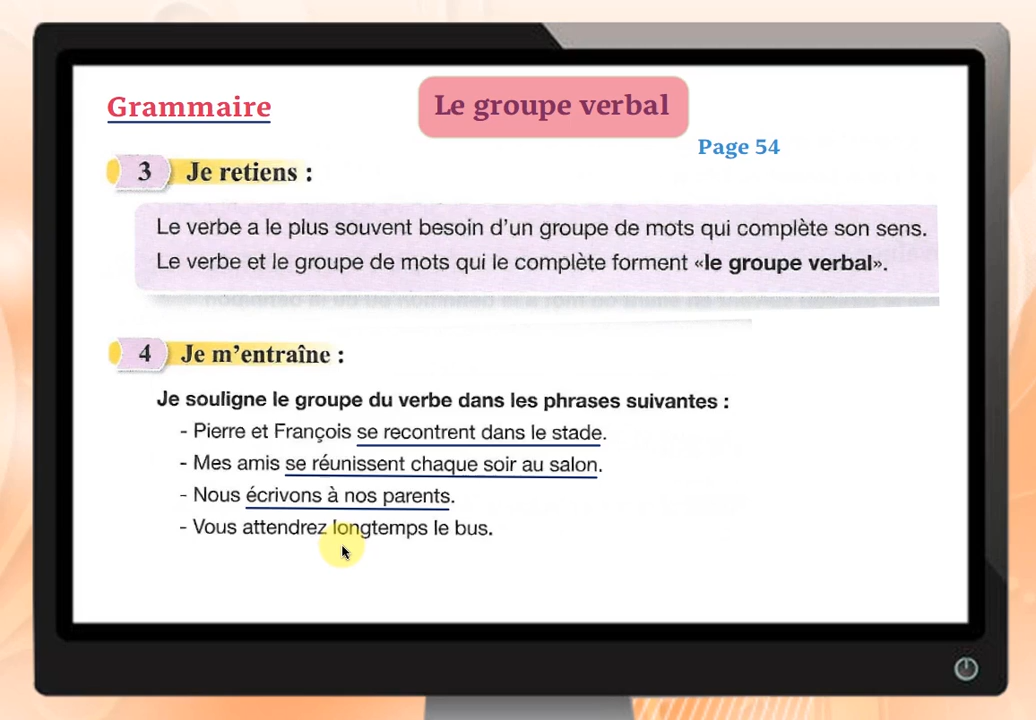 Grammaire
Le groupe verbal
Page 54
3 Je retiens :
Le verbe a le plus souvent besoin d'un groupe de mots qui complète son sens.
Le verbe et le groupe de mots qui le complète forment «le groupe verbal».
4 Je m'entraîne :
Je souligne le groupe du verbe dans les phrases suivantes :
- Pierre et François se recontrent dans le stade.
- Mes amis se réunissent chaque soir au salon.
- Nous écrivons à nos parents.
- Vous attendrez longtemps le bus.